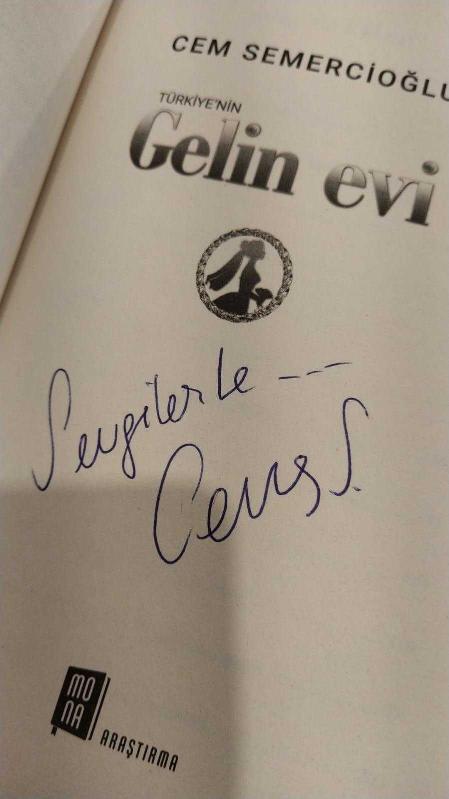 CEM SEMERCİOĞLU
TÜRKİYE'NİN
Gelin evi
Sevgilerle ---
Cem S.
MO
NA
ARAŞTIRMA